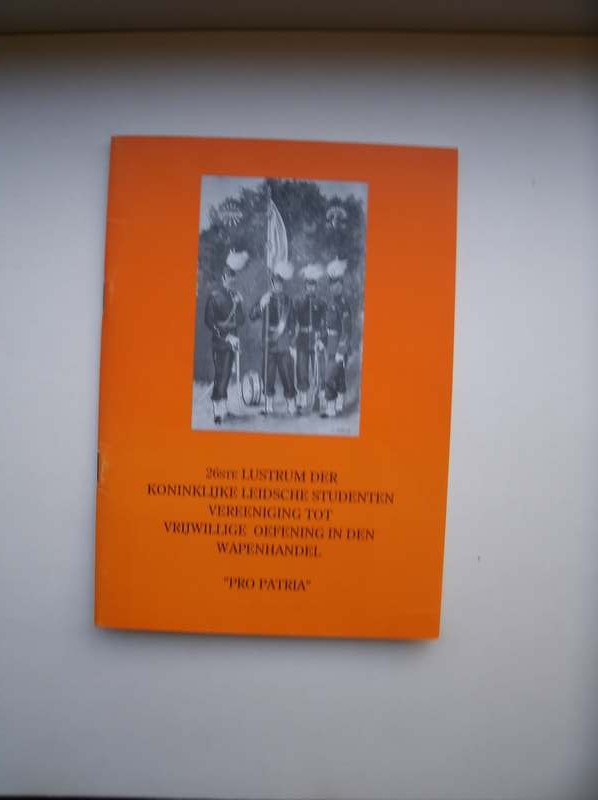 26STE LUSTRUM DER
KONINKLIJKE LEIDSCHE STUDENTEN
VEREENIGING TOT
VRIJWILLIGE OEFENING IN DEN
WAPENHANDEL
"PRO PATRIA"